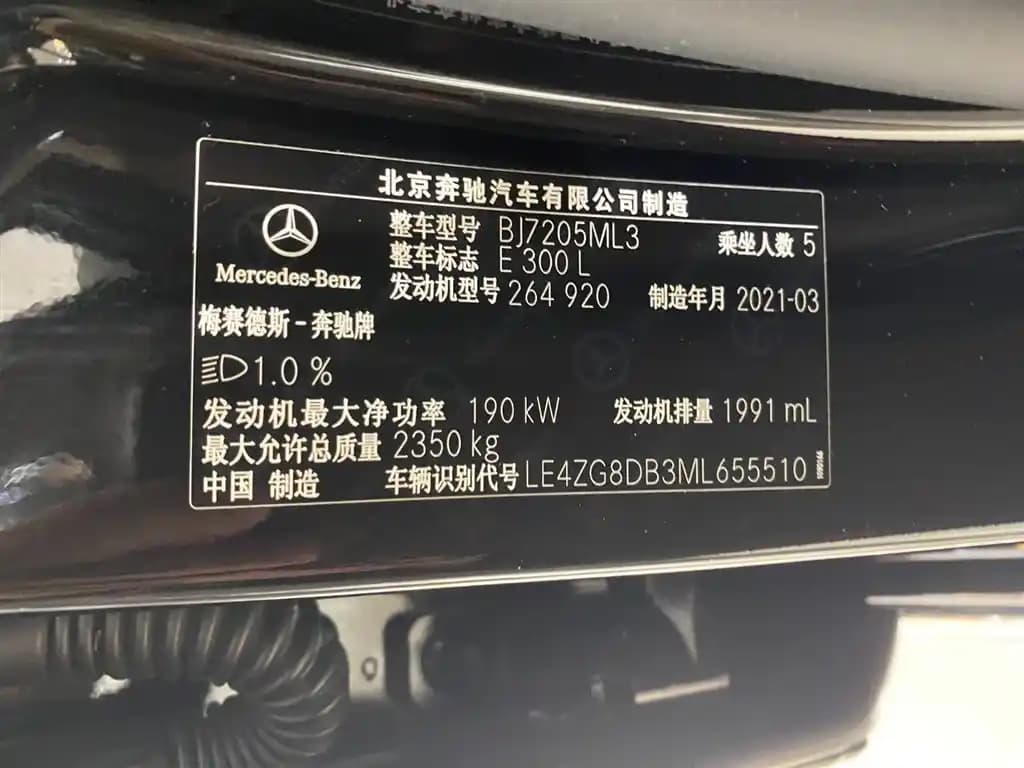 北京奔驰汽车有限公司制造
Mercedes-Benz
整车型号 BJ7205ML3 乘坐人数 5
整车标志 E 300 L
发动机型号 264 920 制造年月 2021-03
梅赛德斯-奔驰牌
1.0 %
发动机最大净功率 190 kW 发动机排量 1991 mL
最大允许总质量 2350 kg
中国 制造 车辆识别代号 LE4ZG8DB3ML655510